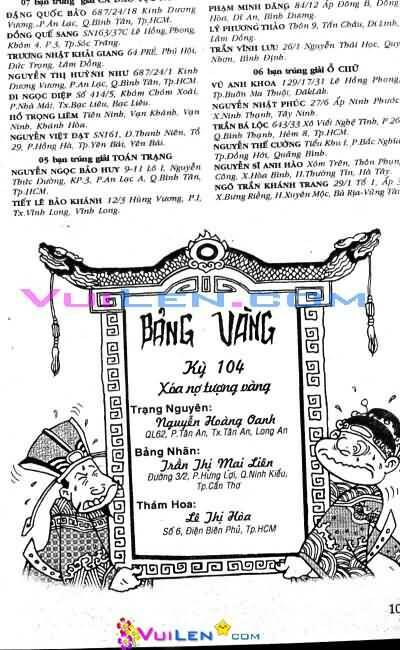 07 bạn trúng giải
ĐẶNG QUỐC BẢO 687/24/18 Kinh Dương
Vương, P.An Lạc, Q.Bình Tân, Tp.HCM.
ĐỒNG QUẾ SANG SN163/37C Lê Hồng Phong,
Khóm 4, P.3, Tp.Sóc Trăng.
TRƯƠNG NHẬT KHẢI GIANG 64 PRẾ, Phú Hội,
Đức Trọng, Lâm Đồng.
NGUYỄN THỊ HUỲNH NHƯ 687/24/1 Kinh
Dương Vương, P.An Lạc, Q.Bình Tân, Tp.HCM.
DI NGỌC DIỆP Số 414/5, Khóm Chòm Xoài,
P.Nhà Mát, Tx.Bạc Liêu, Bạc Liêu.
HỒ TRỌNG LIÊM Tiên Ninh, Vạn Khánh, Vạn
Ninh, Khánh Hòa.
NGUYỄN VIỆT ĐẠT SN161, Đ.Thanh Niên, Tổ
29, P.Hồng Hà, Tp.Yên Bái, Yên Bái.
05 bạn trúng giải TOÁN TRẠNG
NGUYỄN NGỌC BẢO HUY 9-11 Lô I, Nguyễn
Thức Đường, KP.3, P.An Lạc A, Q.Bình Tân,
Tp.HCM.
TIẾT LÊ BẢO KHÁNH 12/3 Hùng Vương, P.1,
Tx.Vĩnh Long, Vĩnh Long.
PHẠM MINH ĐĂNG 84/12 Ấp Đông B, Đông
Hòa, Dĩ An, Bình Dương.
LÝ PHƯƠNG THẢO Thôn 9, Tân Châu, Di Linh,
Lâm Đồng.
TRẦN VĨNH LƯU 26/1 Nguyễn Thái Học, Quy
Nhơn, Bình Định.
06 bạn trúng giải Ô CHỮ
VŨ ANH KHOA 129/17/31 Lê Hồng Phong,
Tp.Buôn Ma Thuột, DakLak.
NGUYỄN NHẬT PHÚC 27/6 Ấp Ninh Phước
X.Ninh Thạnh, Tây Ninh.
TRẦN BÁ LỘC 643/33 Xô Viết Nghệ Tĩnh, P 26
Q.Bình Thạnh, Hẻm 8, Tp.HCM.
NGUYỄN THẾ CƯỜNG Tiểu Khu 1, P.Bắc Nghĩa
Tp.Đồng Hới, Quảng Bình.
NGUYỄN SĨ ANH HÀO Xóm Trên, Thôn Phụng
Công, X.Hòa Bình, H.Thường Tín, Hà Tây.
NGÔ TRẦN KHÁNH TRANG 29/1 Tổ 1, Ấp
X.Bưng Riềng, H.Xuyên Mộc, Bà Rịa-Vũng Tàu
VUILEN.COM
BẢNG VÀNG
Kỳ 104
Xóa nợ tượng vàng
Trạng Nguyên:
Nguyễn Hoàng Oanh
QL62, P.Tân An, Tx.Tân An, Long An
Bảng Nhãn:
Trần Thị Mai Liên
Đường 3/2, P.Hưng Lợi, Q.Ninh Kiều,
Tp.Cần Thơ
Thám Hoa:
Lê Thị Hòa
Số 6, Điện Biên Phủ, Tp.HCM
10
VUILEN.COM